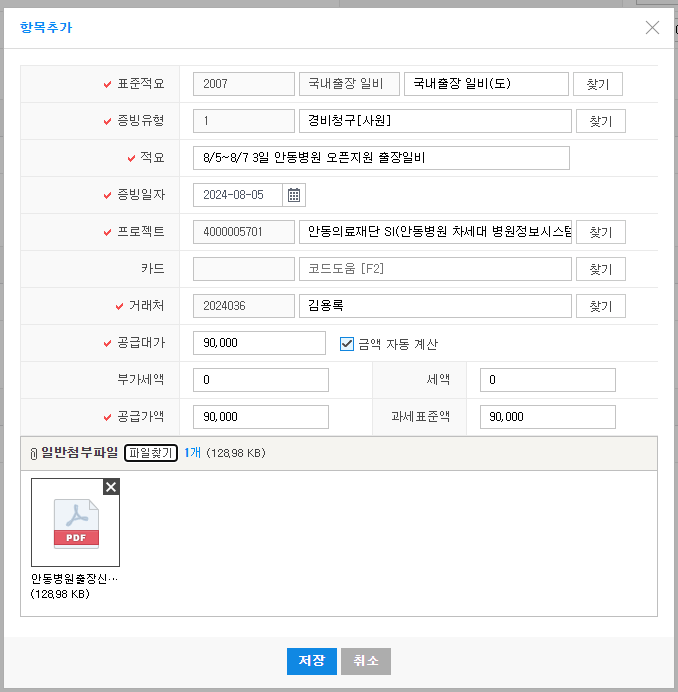 항목추가
표준적요 2007 국내출장 일비 국내출장 일비(도) 찾기
증빙유형 1 경비청구[사원] 찾기
적요 8/5~8/7 3일 안동병원 오픈지원 출장일비
증빙일자 2024-08-05
프로젝트 4000005701 안동의료재단 SI(안동병원 차세대 병원정보시스템 찾기
카드 코드도움 [F2] 찾기
거래처 2024036 김용록 찾기
공급대가 90,000 금액 자동 계산
부가세액 0 세액 0
공급가액 90,000 과세표준액 90,000
일반첨부파일 파일찾기 1개 (128,98 KB)
PDF
안동병원출장신…
(128,98 KB)
저장 취소